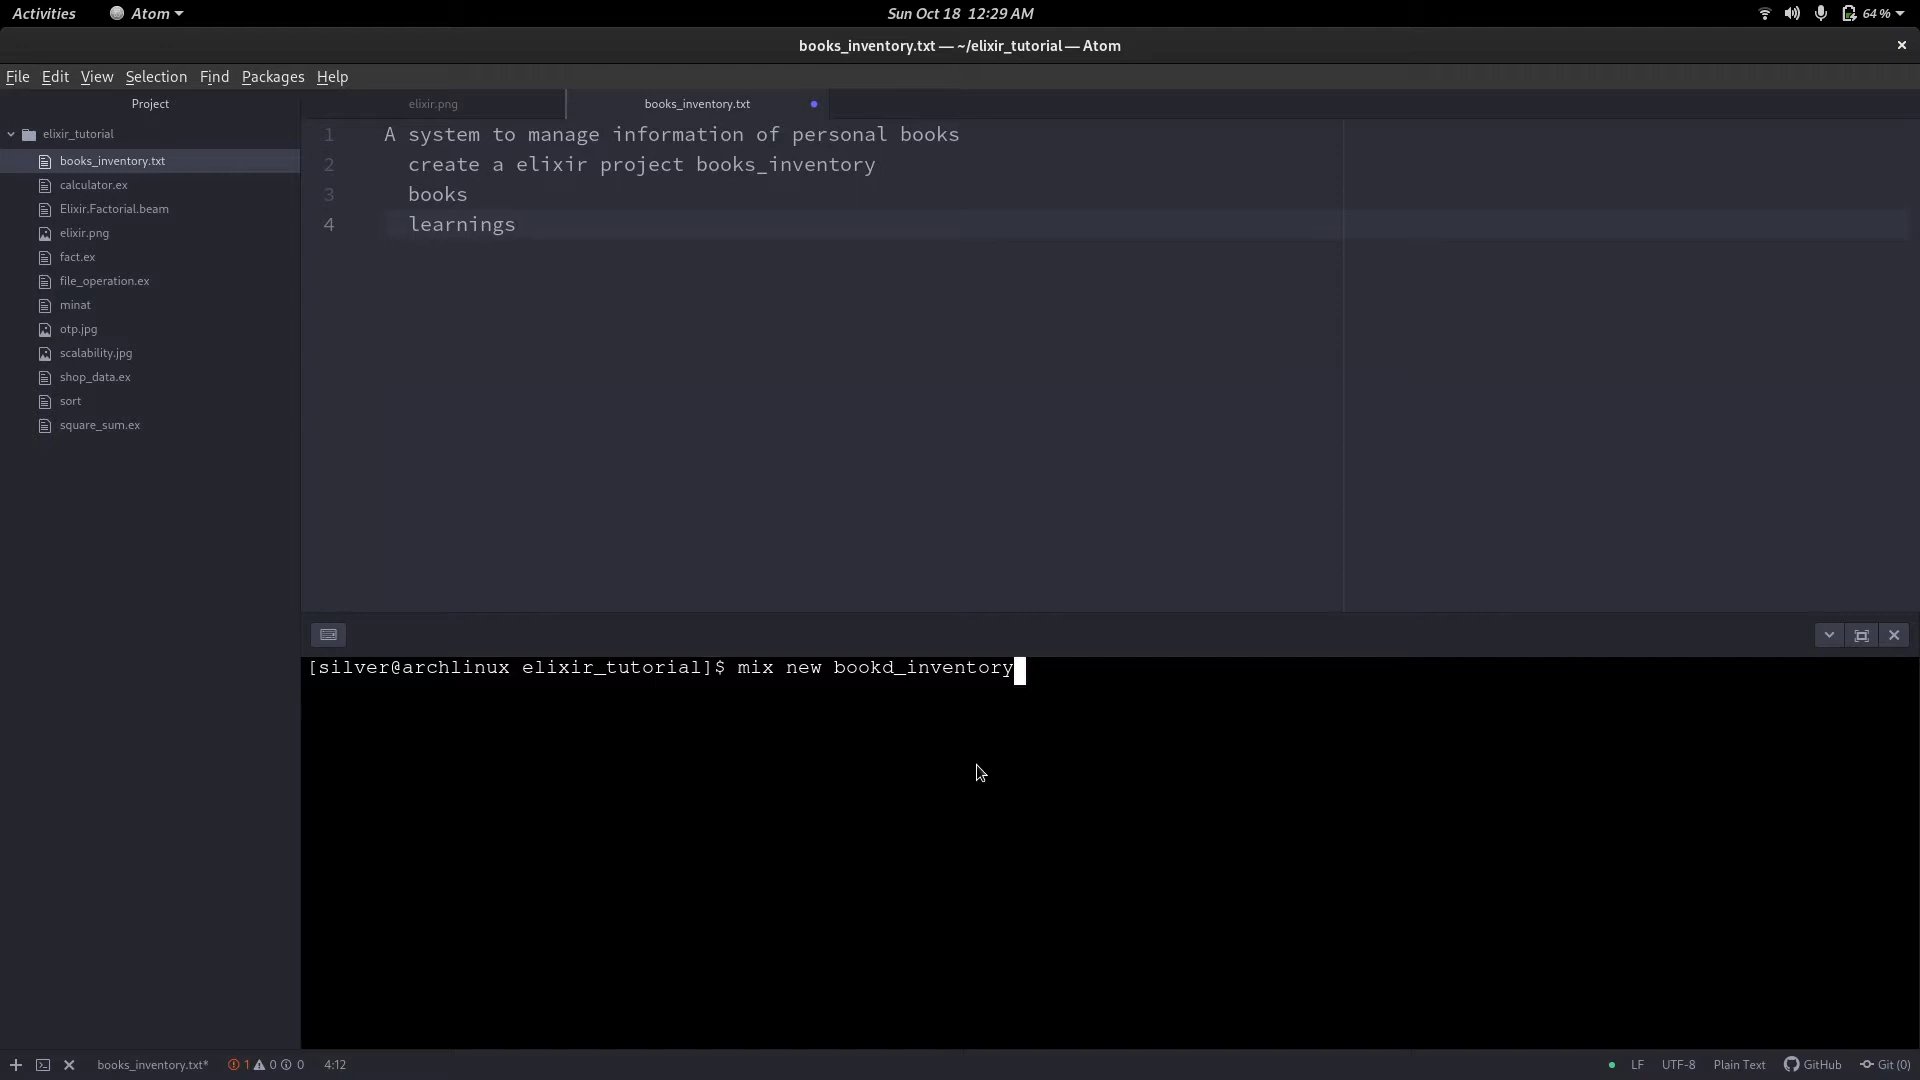 Activities Atom Sun Oct 18 12:29 AM 64 %
books_inventory.txt — ~/elixir_tutorial — Atom
File Edit View Selection Find Packages Help
Project
elixir_tutorial
books_inventory.txt
calculator.ex
Elixir.Factorial.beam
elixir.png
fact.ex
file_operation.ex
minat
otp.jpg
scalability.jpg
shop_data.ex
sort
square_sum.ex
elixir.png books_inventory.txt
1 A system to manage information of personal books
2 create a elixir project books_inventory
3 books
4 learnings
[silver@archlinux elixir_tutorial]$ mix new bookd_inventory
books_inventory.txt* 1 0 0 4:12 LF UTF-8 Plain Text GitHub Git (0)